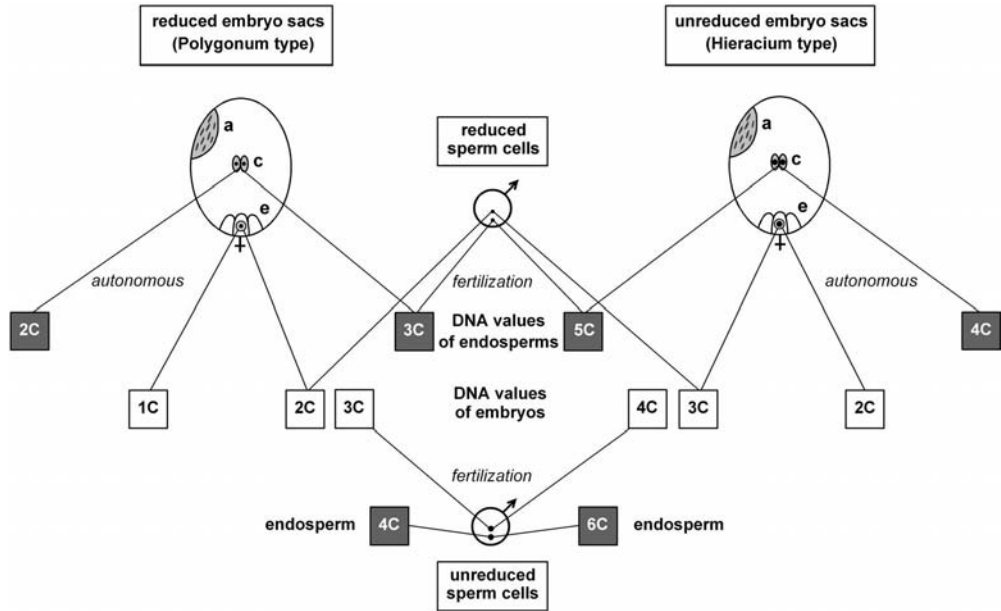 reduced embryo sacs
(Polygonum type)
unreduced embryo sacs
(Hieracium type)
a
c
e
reduced
sperm cells
a
c
e
autonomous
fertilization
autonomous
2C
3C
DNA values
of endosperms
5C
4C
1C
2C
3C
DNA values
of embryos
4C
3C
2C
fertilization
endosperm
4C
6C
endosperm
unreduced
sperm cells